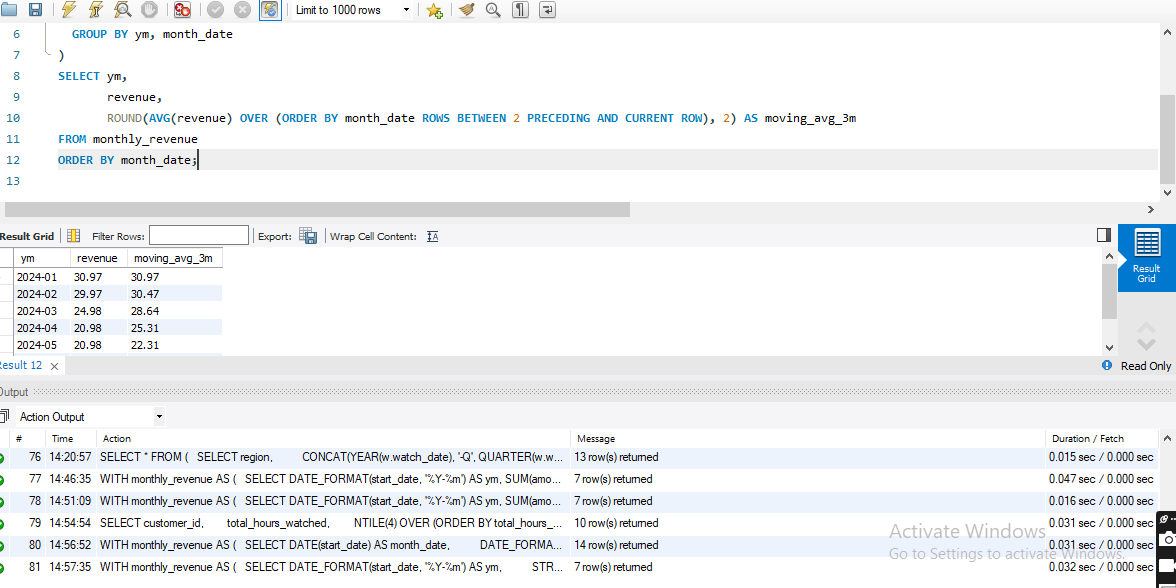 Limit to 1000 rows
6 GROUP BY ym, month_date
7 )
8 SELECT ym,
9 revenue,
10 ROUND(AVG(revenue) OVER (ORDER BY month_date ROWS BETWEEN 2 PRECEDING AND CURRENT ROW), 2) AS moving_avg_3m
11 FROM monthly_revenue
12 ORDER BY month_date;
13
Result Grid Filter Rows: Export: Wrap Cell Content:
ym revenue moving_avg_3m
2024-01 30.97 30.97
2024-02 29.97 30.47
2024-03 24.98 28.64
2024-04 20.98 25.31
2024-05 20.98 22.31
Result
Grid
esult 12
Read Only
Output
Action Output
# Time Action Message Duration / Fetch
76 14:20:57 SELECT * FROM ( SELECT region, CONCAT(YEAR(w.watch_date), '-Q', QUARTER(w.w... 13 row(s) returned 0.015 sec / 0.000 sec
77 14:46:35 WITH monthly_revenue AS ( SELECT DATE_FORMAT(start_date, '%Y-%m') AS ym, SUM(amo... 7 row(s) returned 0.047 sec / 0.000 sec
78 14:51:09 WITH monthly_revenue AS ( SELECT DATE_FORMAT(start_date, '%Y-%m') AS ym, SUM(amo... 7 row(s) returned 0.016 sec / 0.000 sec
79 14:54:54 SELECT customer_id, total_hours_watched, NTILE(4) OVER (ORDER BY total_hours_... 10 row(s) returned 0.031 sec / 0.000 sec
80 14:56:52 WITH monthly_revenue AS ( SELECT DATE(start_date) AS month_date, DATE_FORMA... 14 row(s) returned 0.031 sec / 0.000 sec
81 14:57:35 WITH monthly_revenue AS ( SELECT DATE_FORMAT(start_date, '%Y-%m') AS ym, STR... 7 row(s) returned 0.032 sec / 0.000 sec
Activate Windows
Go to Settings to activate Windows.